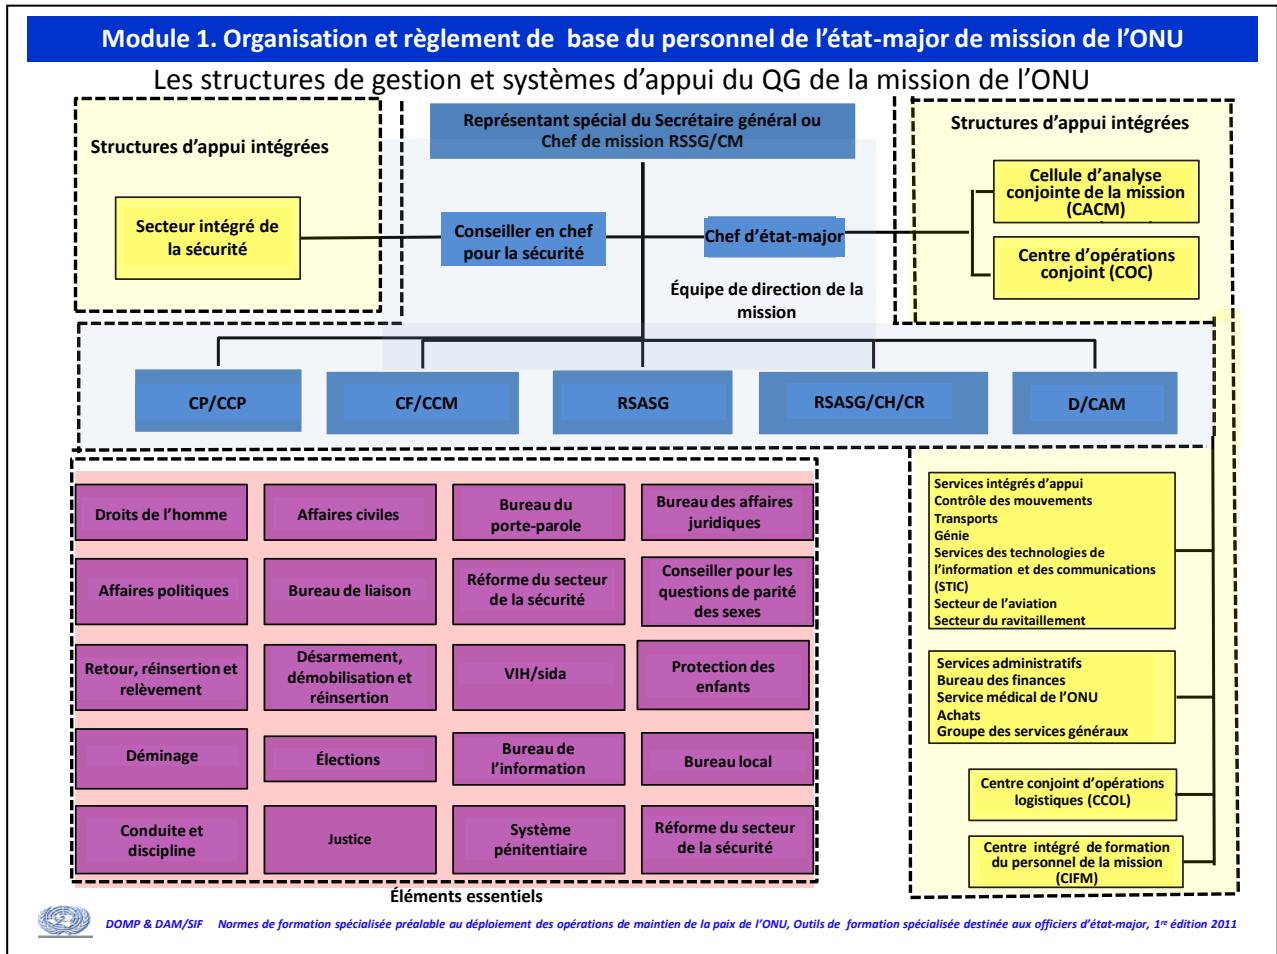 Module 1. Organisation et règlement de base du personnel de l'état-major de mission de l'ONU
Les structures de gestion et systèmes d'appui du QG de la mission de l'ONU
Structures d'appui intégrées
Secteur intégré de
la sécurité
Représentant spécial du Secrétaire général ou
Chef de mission RSSG/CM
Conseiller en chef
pour la sécurité
Chef d'état-major
Équipe de direction de la
mission
Structures d'appui intégrées
Cellule d'analyse
conjointe de la mission
(CACM)
Centre d'opérations
conjoint (COC)
CP/CCP
CF/CCM
RSASG
RSASG/CH/CR
D/CAM
Droits de l'homme
Affaires civiles
Bureau du
porte-parole
Bureau des affaires
juridiques
Affaires politiques
Bureau de liaison
Réforme du secteur
de la sécurité
Conseiller pour les
questions de parité
des sexes
Retour, réinsertion et
relèvement
Désarmement,
démobilisation et
réinsertion
VIH/sida
Protection des
enfants
Déminage
Élections
Bureau de
l'information
Bureau local
Conduite et
discipline
Justice
Système
pénitentiaire
Réforme du secteur
de la sécurité
Éléments essentiels
Services intégrés d'appui
Contrôle des mouvements
Transports
Génie
Services des technologies de
l'information et des communications
(STIC)
Secteur de l'aviation
Secteur du ravitaillement
Services administratifs
Bureau des finances
Service médical de l'ONU
Achats
Groupe des services généraux
Centre conjoint d'opérations
logistiques (CCOL)
Centre intégré de formation
du personnel de la mission
(CIFM)
DOMP & DAM/SIF Normes de formation spécialisée préalable au déploiement des opérations de maintien de la paix de l'ONU, Outils de formation spécialisée destinée aux officiers d'état-major, 1re édition 2011